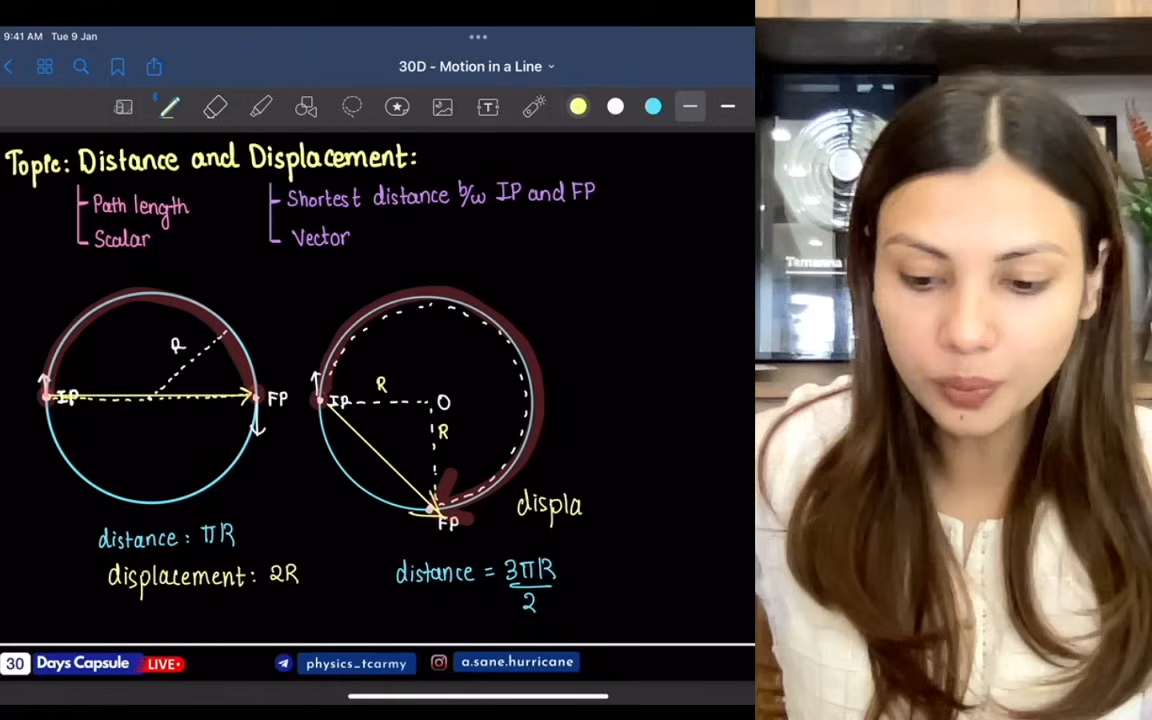 9:41 AM Tue 9 Jan
30D - Motion in a Line
T
Topic: Distance and Displacement:
Path length
Scalar
Shortest distance b/w IP and FP
Vector
R
IP
FP
distance: πR
displacement: 2R
R
IP
O
R
FP
displa
distance = 3πR
2
30 Days Capsule LIVE
physics_tcarmy
a.sane.hurricane